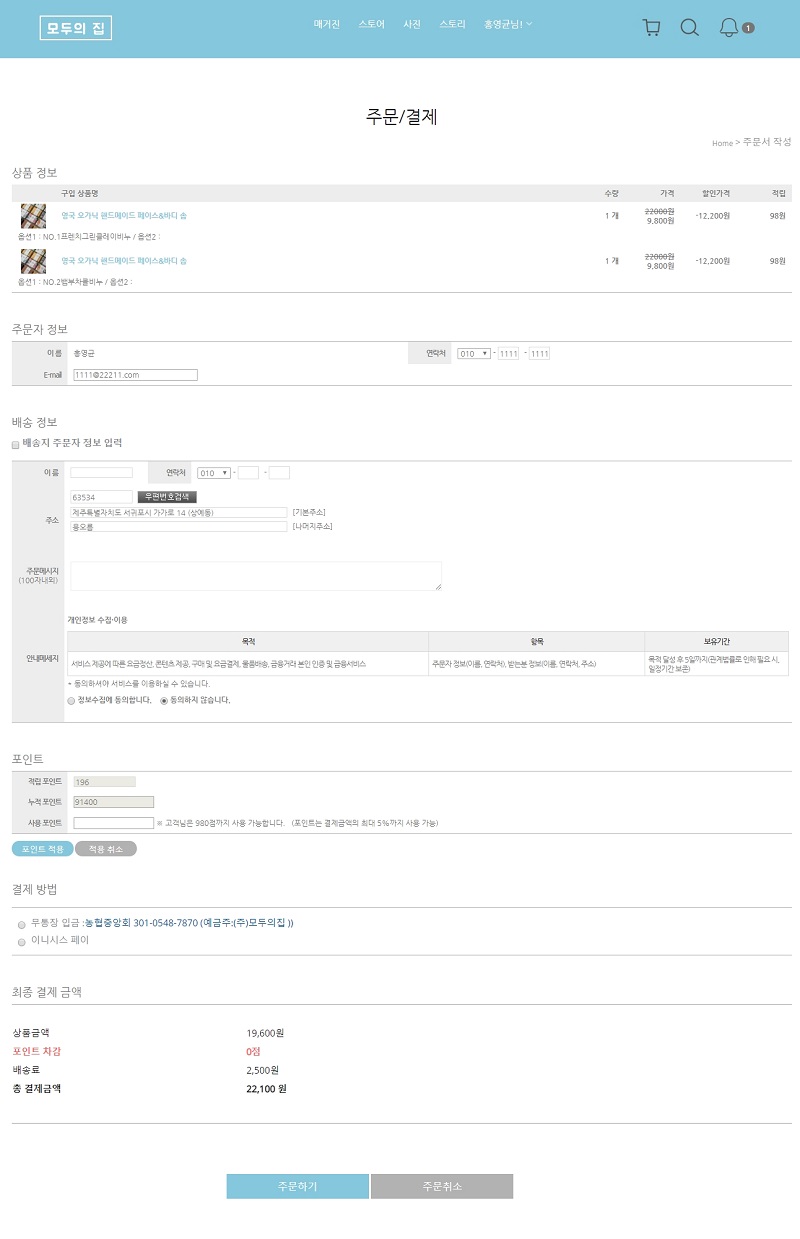 모두의 집
매거진 스토어 사진 스토리 홍영균님!
1
주문/결제
Home > 주문서 작성
상품 정보
구입 상품명 수량 가격 할인가격 적립
영국 오가닉 핸드메이드 페이스&바디 솝 1 개 22000원 9,800원 -12,200원 98원
옵션1 : NO.1프렌치그린클레이비누 / 옵션2 :
영국 오가닉 핸드메이드 페이스&바디 솝 1 개 22000원 9,800원 -12,200원 98원
옵션1 : NO.2뱀부차콜비누 / 옵션2 :
주문자 정보
이름 홍영균 연락처 010 - 1111 - 1111
E-mail 1111@22211.com
배송 정보
배송지 주문자 정보 입력
이름 연락처 010 - -
63534 우편번호검색
주소 제주특별자치도 서귀포시 가가로 14 (상예동) [기본주소]
용오름 [나머지주소]
주문메시지
(100자내외)
개인정보 수집·이용
목적 항목 보유기간
안내메세지
서비스 제공에 따른 요금정산, 콘텐츠 제공, 구매 및 요금결제, 물품배송, 금융거래 본인 인증 및 금융서비스 주문자 정보(이름, 연락처), 받는분 정보(이름, 연락처, 주소) 목적 달성 후 5일까지(관계법률로 인해 필요 시, 일정기간 보존)
* 동의하셔야 서비스를 이용하실 수 있습니다.
정보수집에 동의합니다. 동의하지 않습니다.
포인트
적립 포인트 196
누적 포인트 91400
사용 포인트 ※ 고객님은 980점까지 사용 가능합니다. (포인트는 결제금액의 최대 5%까지 사용 가능)
포인트 적용 적용 취소
결제 방법
무통장 입금 :농협중앙회 301-0548-7870 (예금주:(주)모두의집 ))
이니시스 페이
최종 결제 금액
상품금액 19,600원
포인트 차감 0점
배송료 2,500원
총 결제금액 22,100 원
주문하기 주문취소